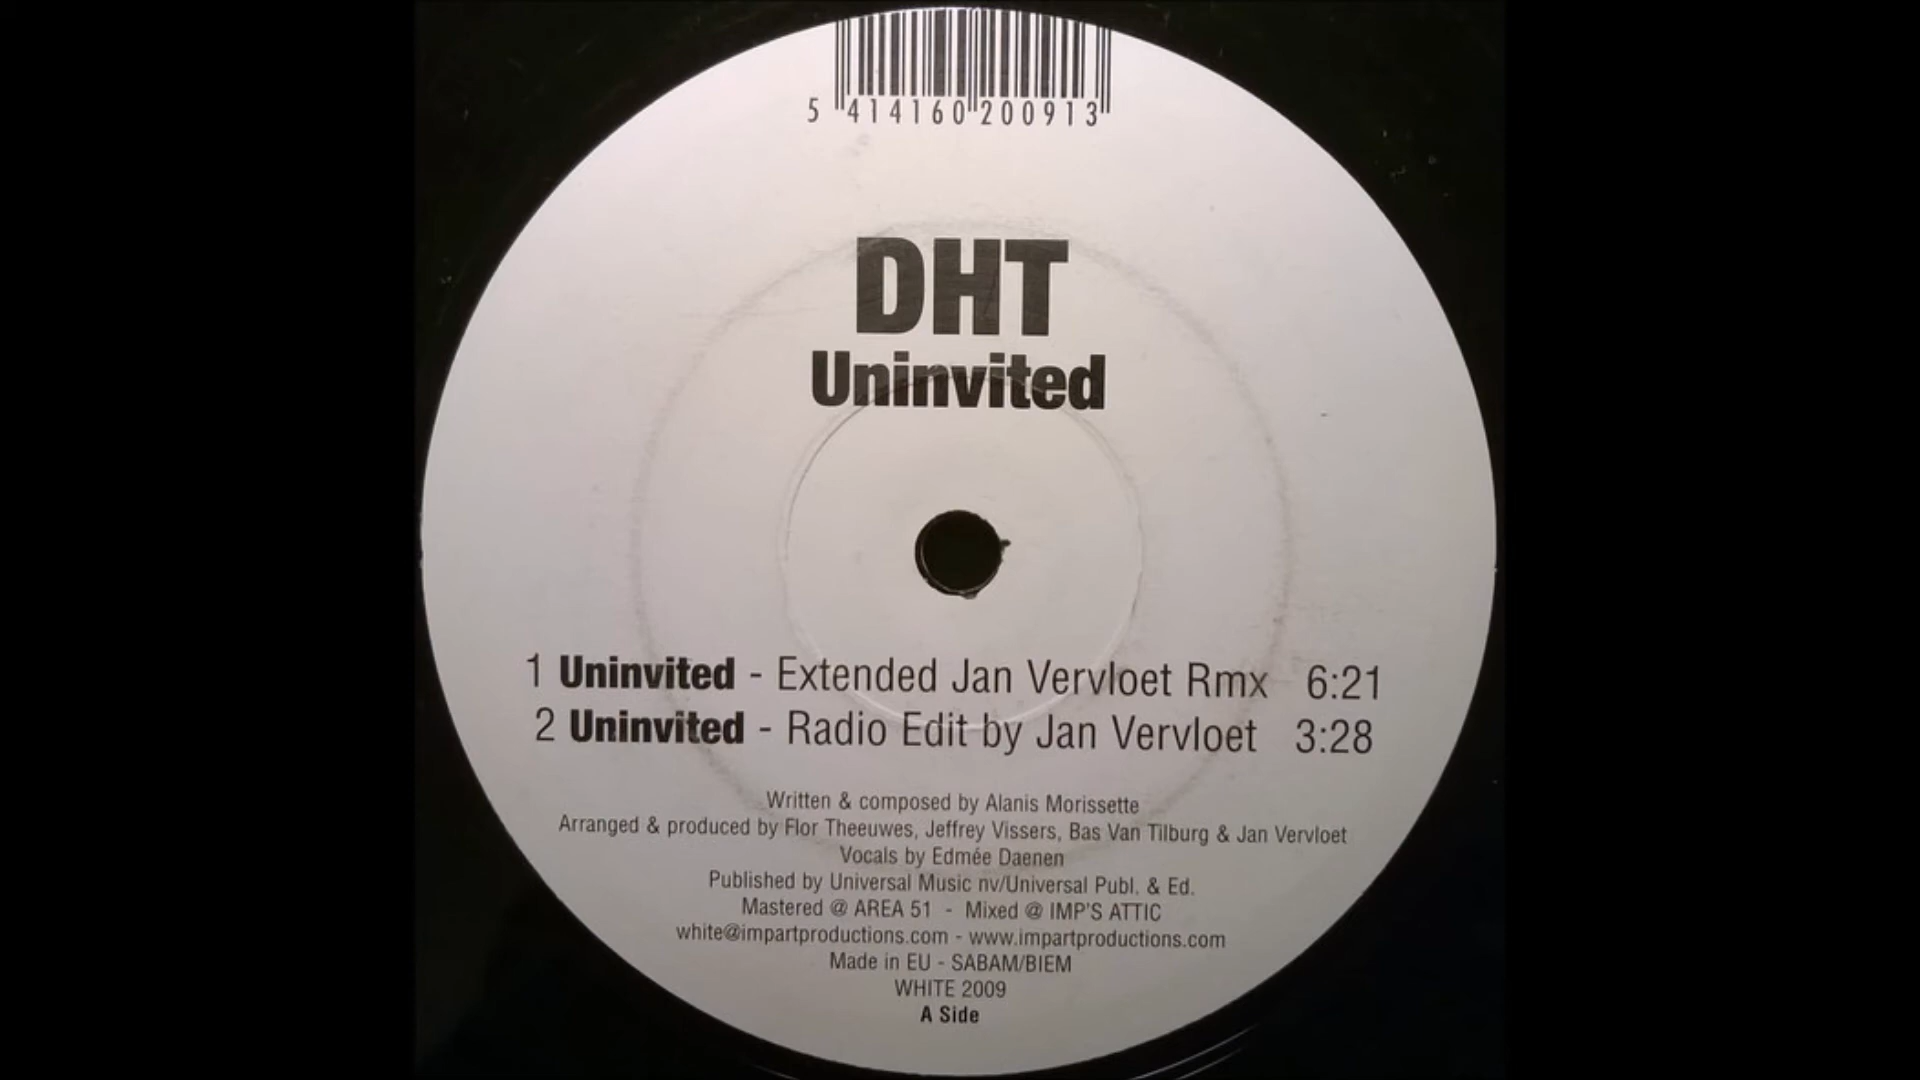 5 414160 200913
DHT
Uninvited
1 Uninvited - Extended Jan Vervloet Rmx 6:21
2 Uninvited - Radio Edit by Jan Vervloet 3:28
Written & composed by Alanis Morissette
Arranged & produced by Flor Theeuwes, Jeffrey Vissers, Bas Van Tilburg & Jan Vervloet
Vocals by Edmée Daenen
Published by Universal Music nv/Universal Publ. & Ed.
Mastered @ AREA 51 - Mixed @ IMP'S ATTIC
white@impartproductions.com - www.impartproductions.com
Made in EU - SABAM/BIEM
WHITE 2009
A Side